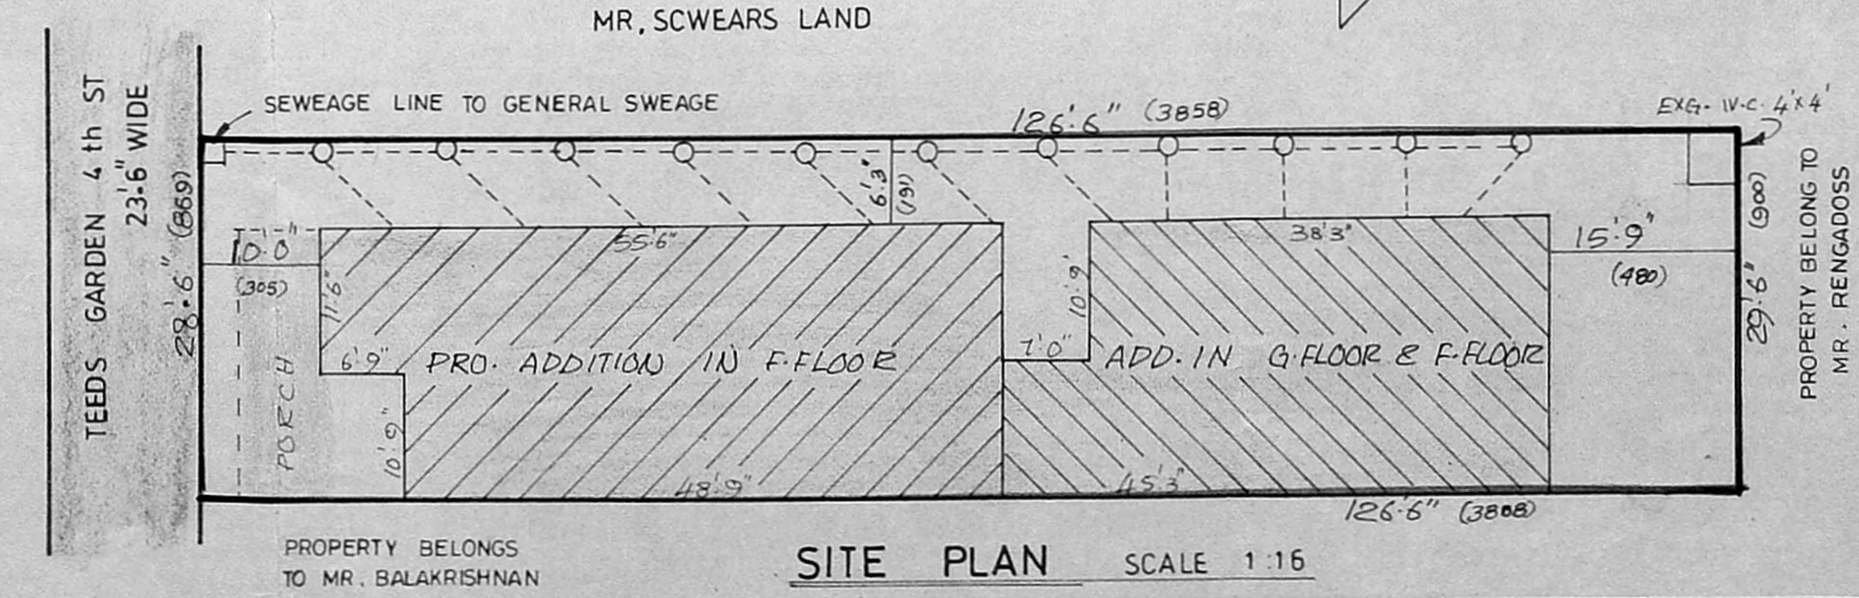 MR, SCWEARS LAND
SEWEAGE LINE TO GENERAL SWEAGE
126'.6" (3858)
EXG- W.C. 4'x4'
TEEDS GARDEN 4 th ST
23'.6" WIDE
28'.6" (869)
6'.3"
(191)
10'-0"
(305)
55'6"
38'3"
15'.9"
(480)
29'.6" (900)
PROPERTY BELONG TO
MR. RENGADOSS
11'6"
10'.9'
6'9"
PRO. ADDITION IN F.FLOOR
7'0"
ADD. IN G.FLOOR & F.FLOOR
PORCH
10'.9"
48'.9"
45'.3"
126'.6" (3808)
PROPERTY BELONGS
TO MR. BALAKRISHNAN
SITE PLAN SCALE 1:16